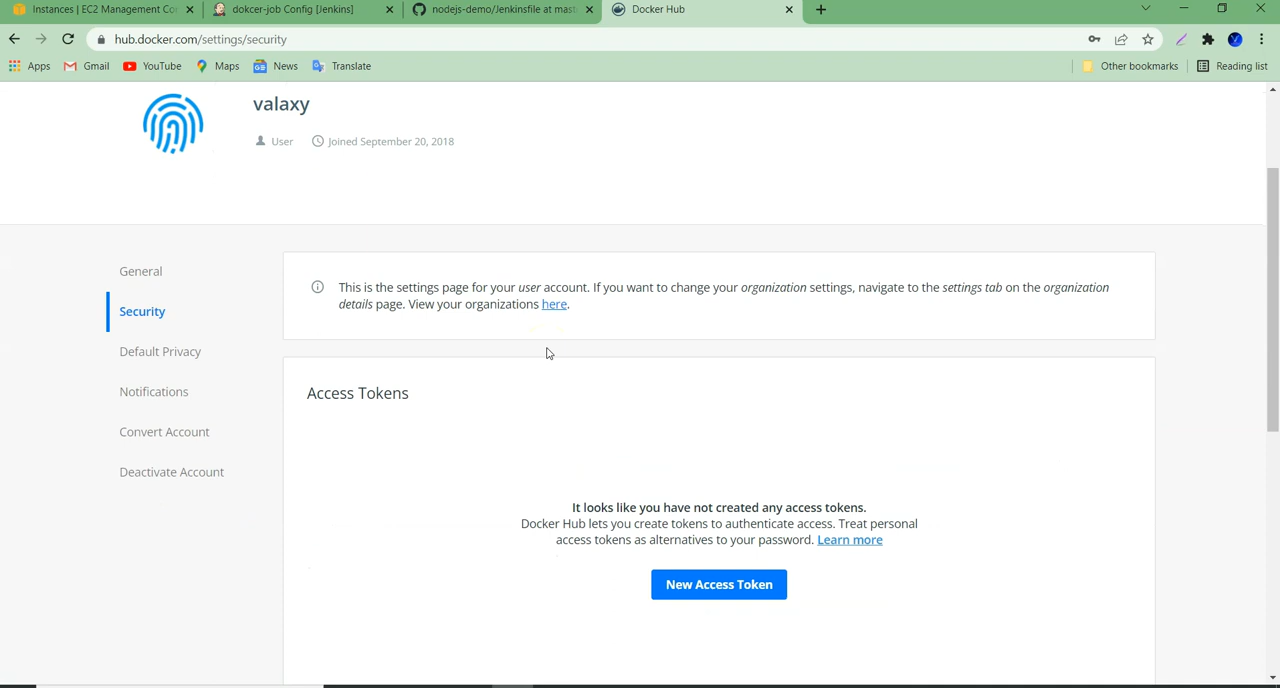 Instances | EC2 Management Co
dokcer-job Config [Jenkins]
nodejs-demo/Jenkinsfile at mast
Docker Hub
hub.docker.com/settings/security
Apps
Gmail
YouTube
Maps
News
Translate
Other bookmarks
Reading list
valaxy
User
Joined September 20, 2018
General
Security
Default Privacy
Notifications
Convert Account
Deactivate Account
This is the settings page for your user account. If you want to change your organization settings, navigate to the settings tab on the organization
details page. View your organizations here.
Access Tokens
It looks like you have not created any access tokens.
Docker Hub lets you create tokens to authenticate access. Treat personal
access tokens as alternatives to your password. Learn more
New Access Token